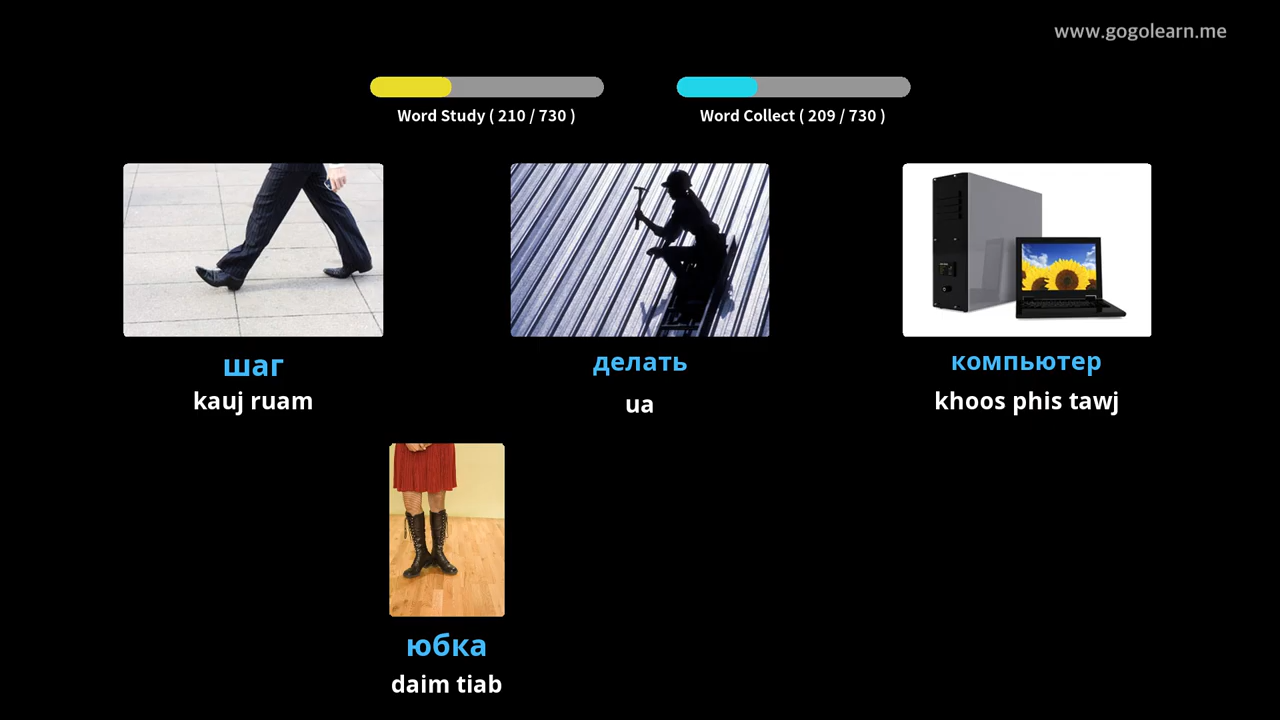 www.gogolearn.me
Word Study ( 210 / 730 )
Word Collect ( 209 / 730 )
шаг
kauj ruam
делать
ua
компьютер
khoos phis tawj
юбка
daim tiab